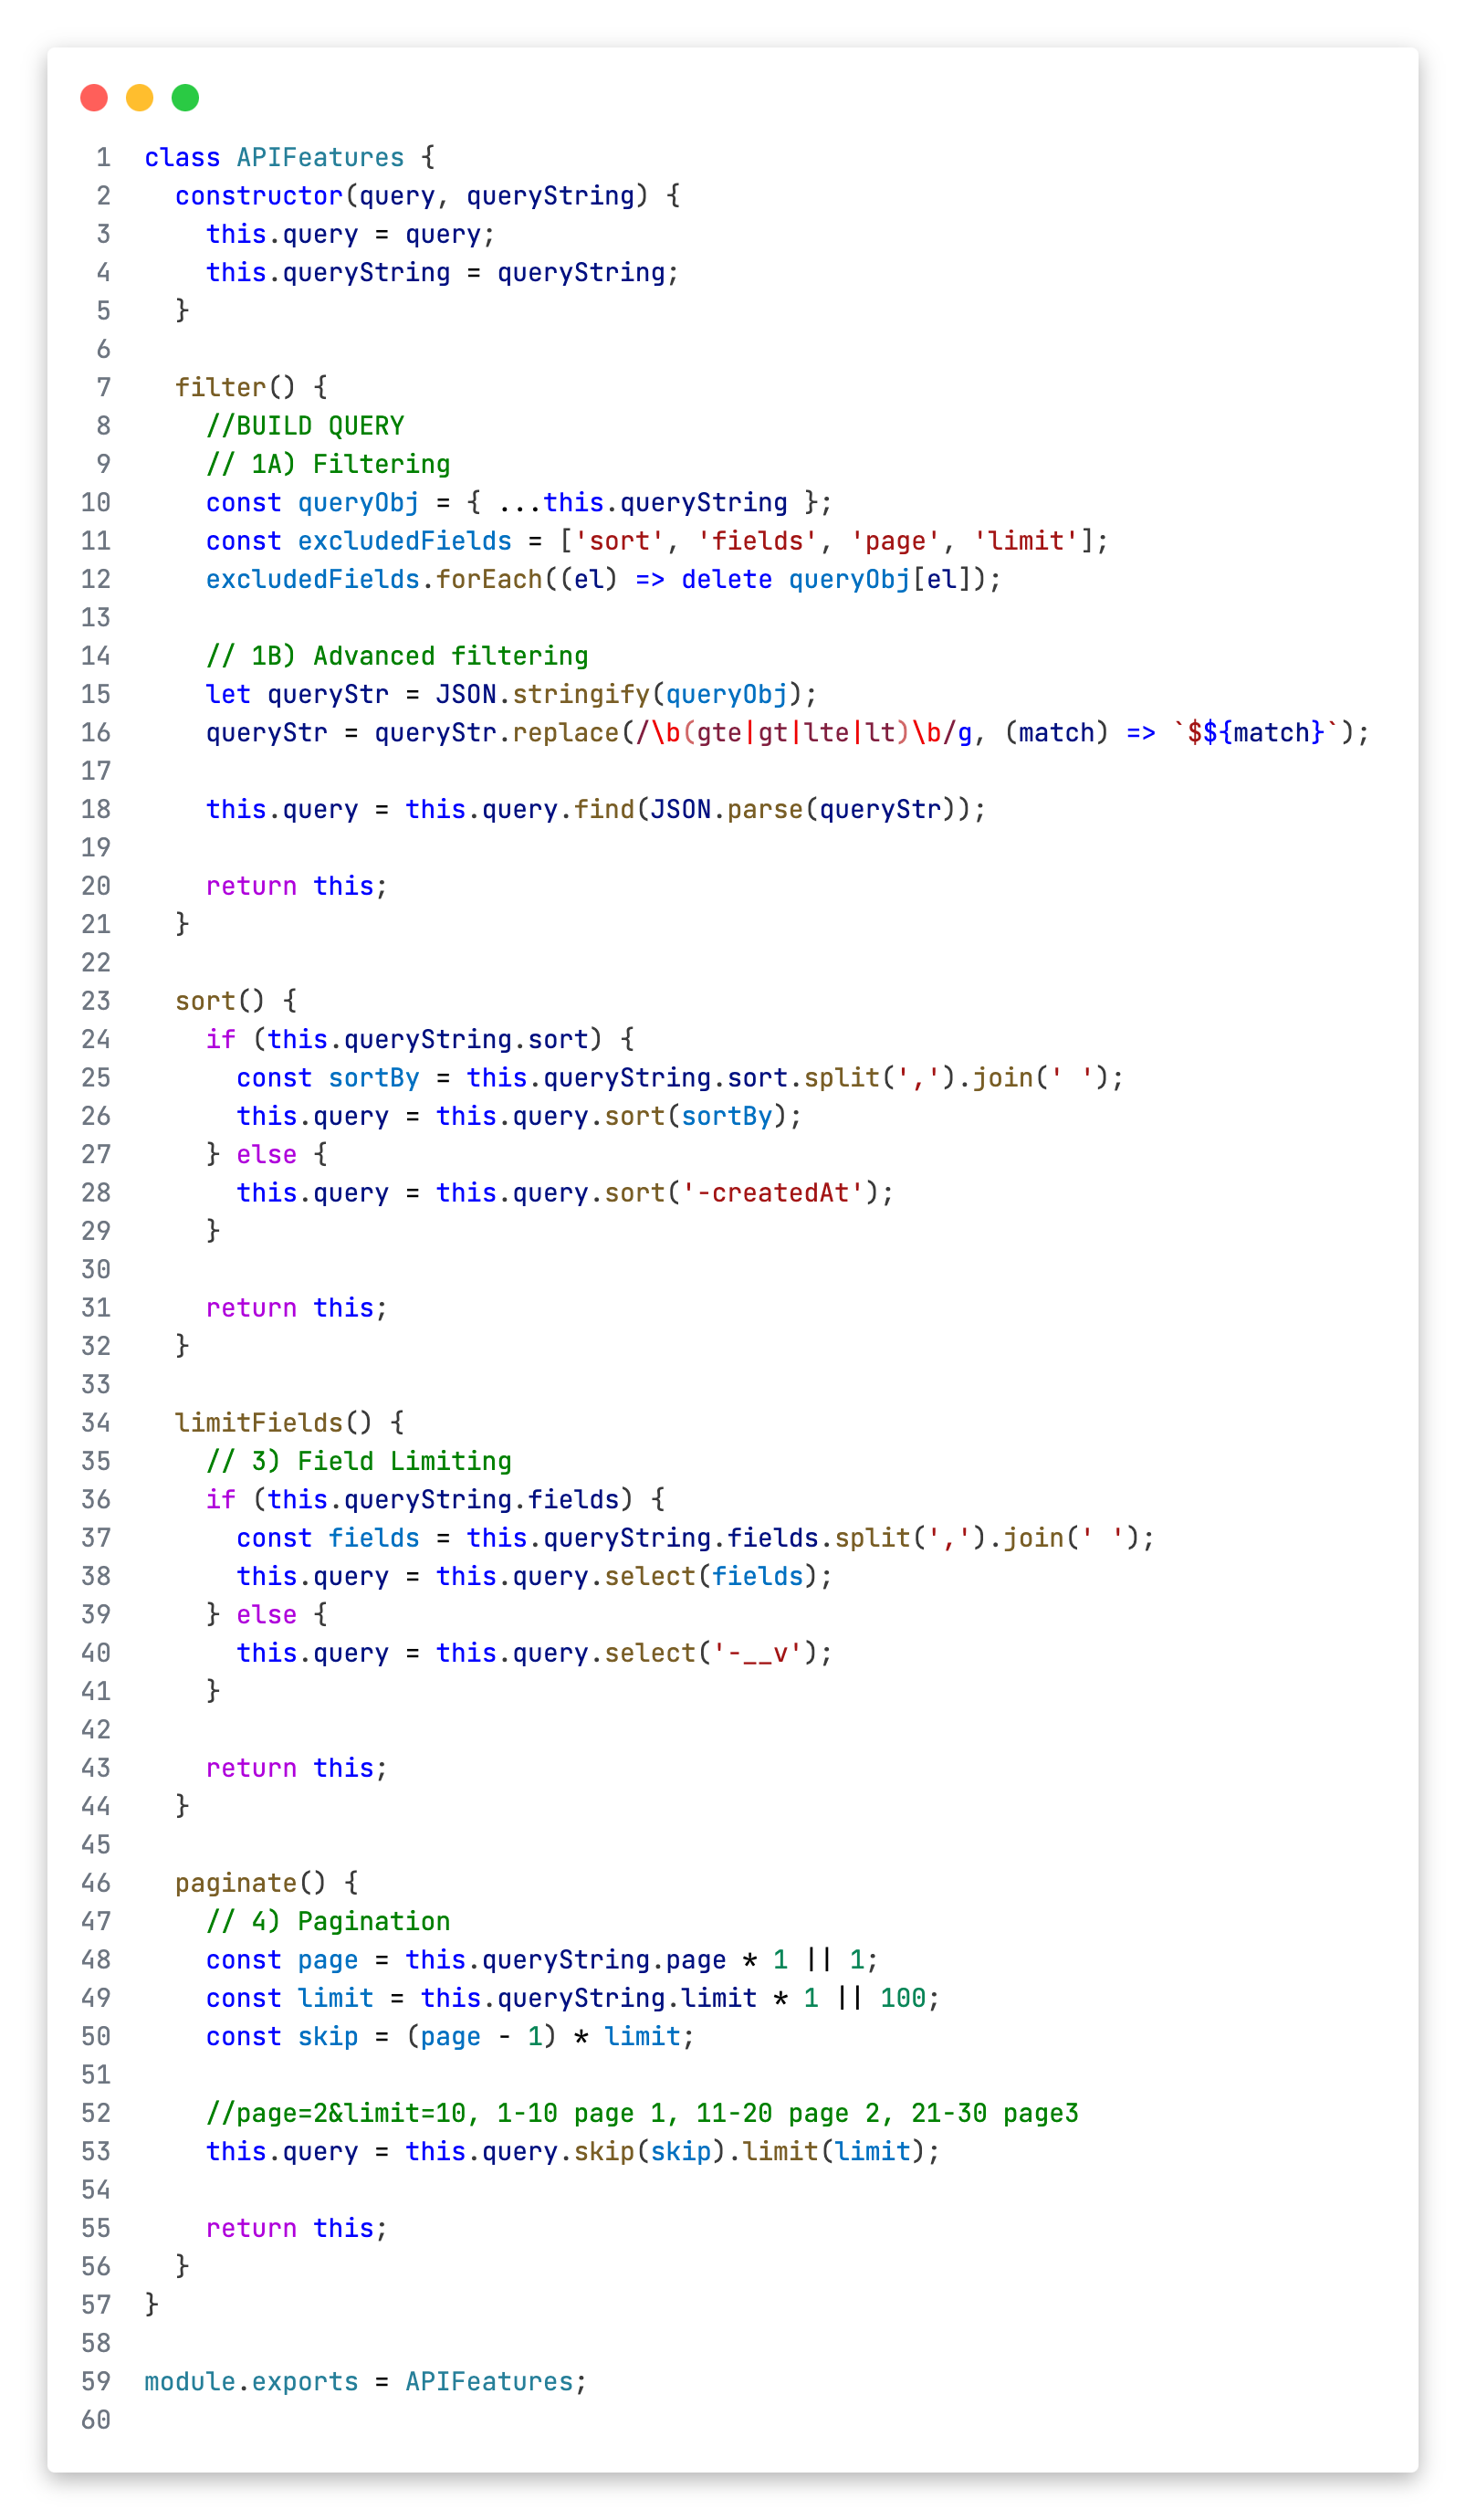 1 class APIFeatures {
2   constructor(query, queryString) {
3     this.query = query;
4     this.queryString = queryString;
5   }
6
7   filter() {
8     //BUILD QUERY
9     // 1A) Filtering
10     const queryObj = { ...this.queryString };
11     const excludedFields = ['sort', 'fields', 'page', 'limit'];
12     excludedFields.forEach((el) => delete queryObj[el]);
13
14     // 1B) Advanced filtering
15     let queryStr = JSON.stringify(queryObj);
16     queryStr = queryStr.replace(/\b(gte|gt|lte|lt)\b/g, (match) => `$${match}`);
17
18     this.query = this.query.find(JSON.parse(queryStr));
19
20     return this;
21   }
22
23   sort() {
24     if (this.queryString.sort) {
25       const sortBy = this.queryString.sort.split(',').join(' ');
26       this.query = this.query.sort(sortBy);
27     } else {
28       this.query = this.query.sort('-createdAt');
29     }
30
31     return this;
32   }
33
34   limitFields() {
35     // 3) Field Limiting
36     if (this.queryString.fields) {
37       const fields = this.queryString.fields.split(',').join(' ');
38       this.query = this.query.select(fields);
39     } else {
40       this.query = this.query.select('-__v');
41     }
42
43     return this;
44   }
45
46   paginate() {
47     // 4) Pagination
48     const page = this.queryString.page * 1 || 1;
49     const limit = this.queryString.limit * 1 || 100;
50     const skip = (page - 1) * limit;
51
52     //page=2&limit=10, 1-10 page 1, 11-20 page 2, 21-30 page3
53     this.query = this.query.skip(skip).limit(limit);
54
55     return this;
56   }
57 }
58
59 module.exports = APIFeatures;
60